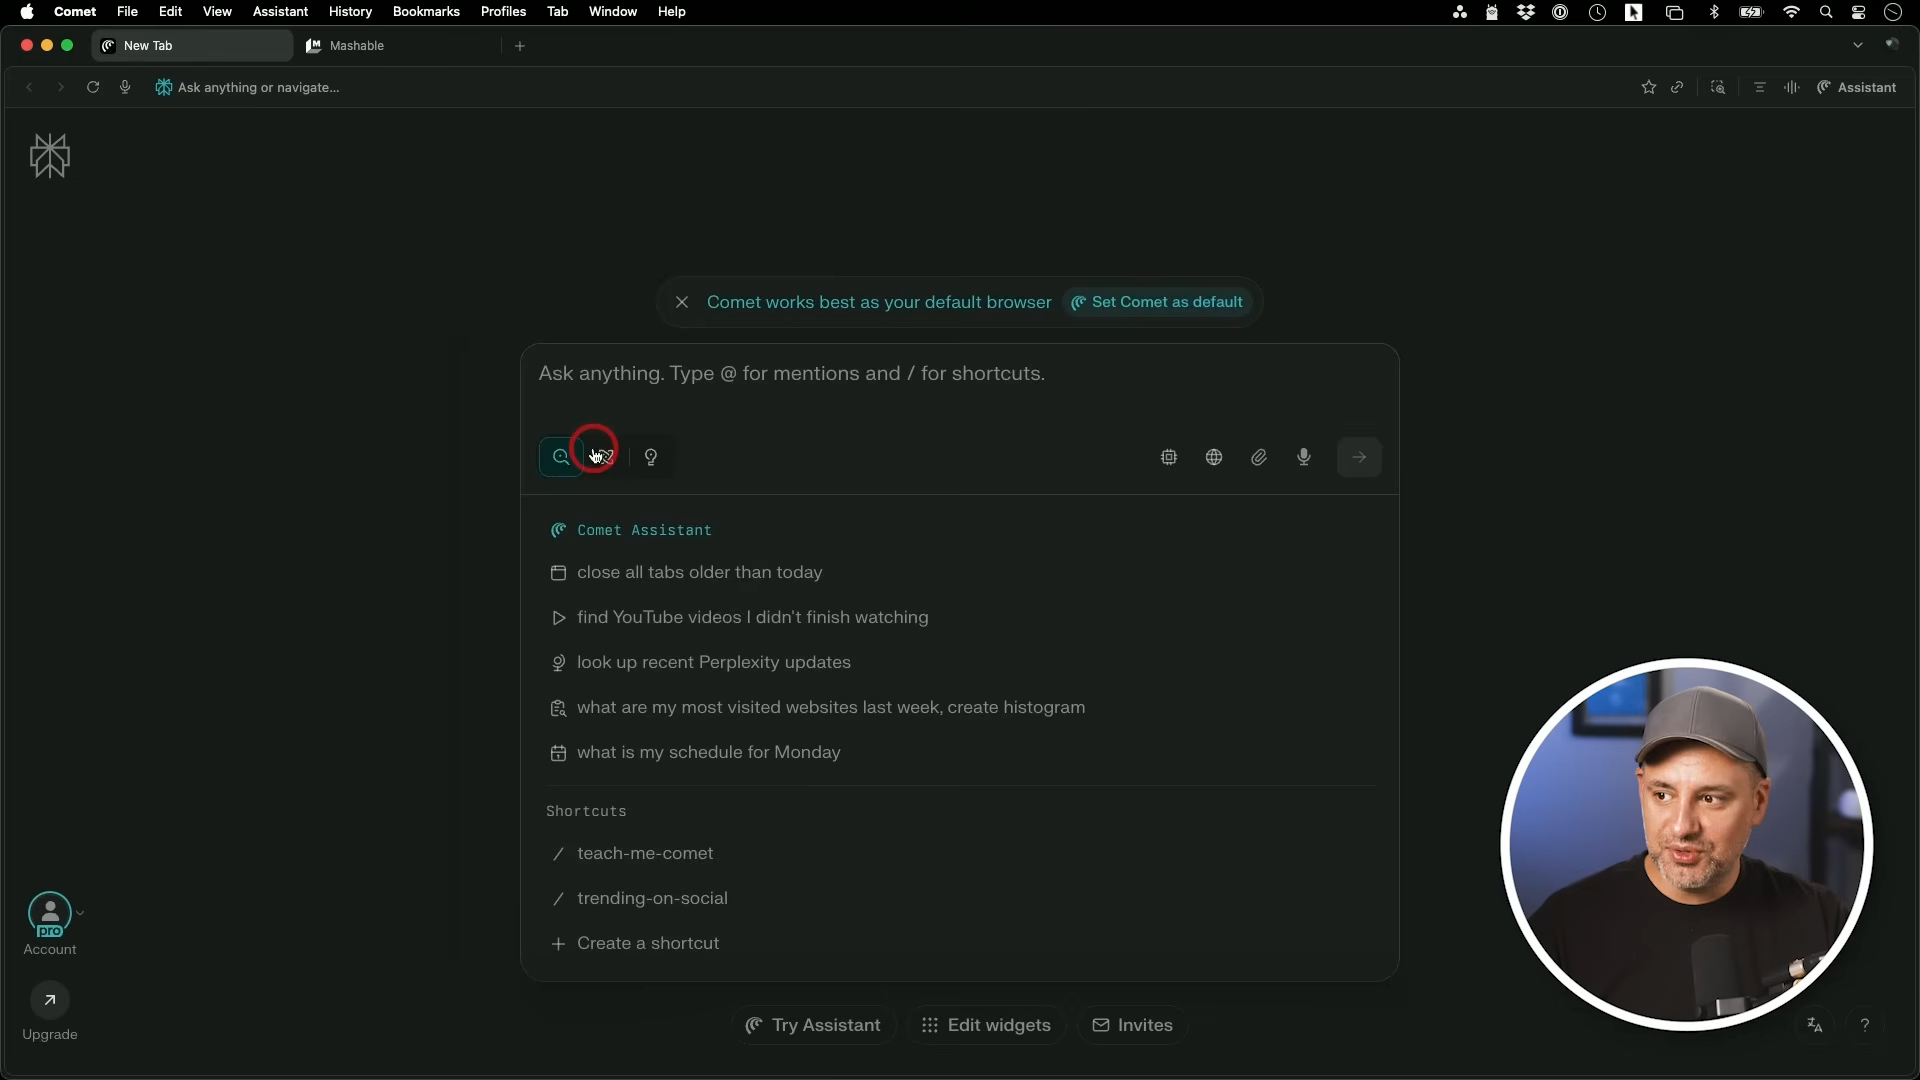 Comet File Edit View Assistant History Bookmarks Profiles Tab Window Help
New Tab
Mashable
Ask anything or navigate...
Assistant
Comet works best as your default browser
Set Comet as default
Ask anything. Type @ for mentions and / for shortcuts.
Comet Assistant
close all tabs older than today
find YouTube videos I didn't finish watching
look up recent Perplexity updates
what are my most visited websites last week, create histogram
what is my schedule for Monday
Shortcuts
/ teach-me-comet
/ trending-on-social
+ Create a shortcut
pro
Account
Upgrade
Try Assistant
Edit widgets
Invites
?